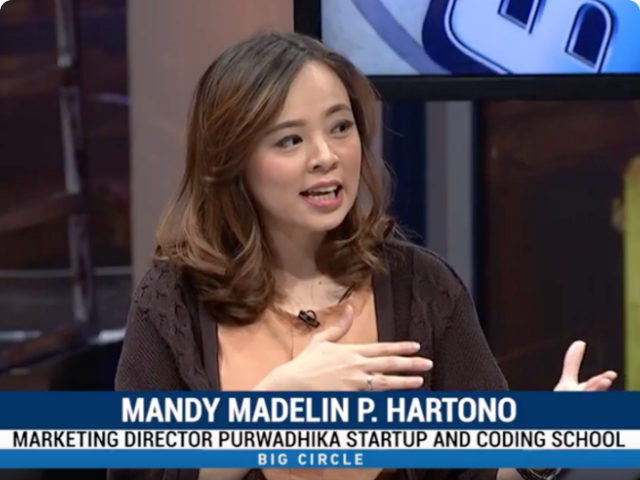 MANDY MADELIN P. HARTONO
MARKETING DIRECTOR PURWADHIKA STARTUP AND CODING SCHOOL
BIG CIRCLE